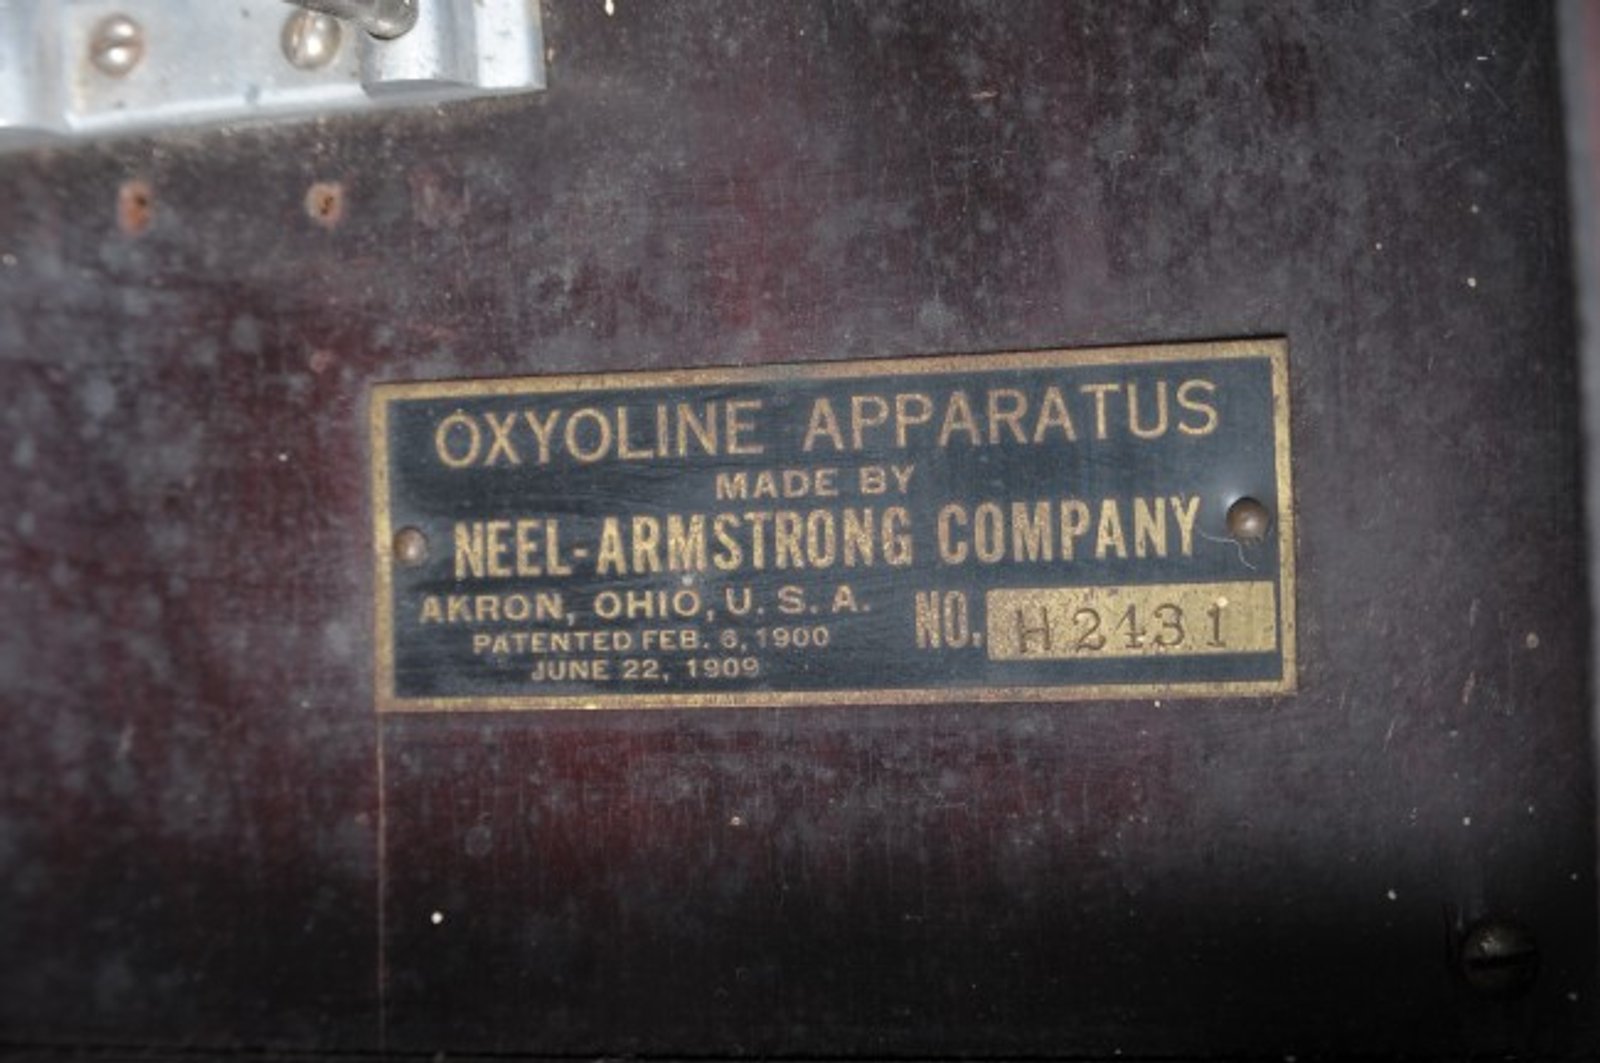 OXYOLINE APPARATUS
MADE BY
NEEL-ARMSTRONG COMPANY
AKRON, OHIO, U. S. A. NO. H2431
PATENTED FEB. 6, 1900
JUNE 22, 1909